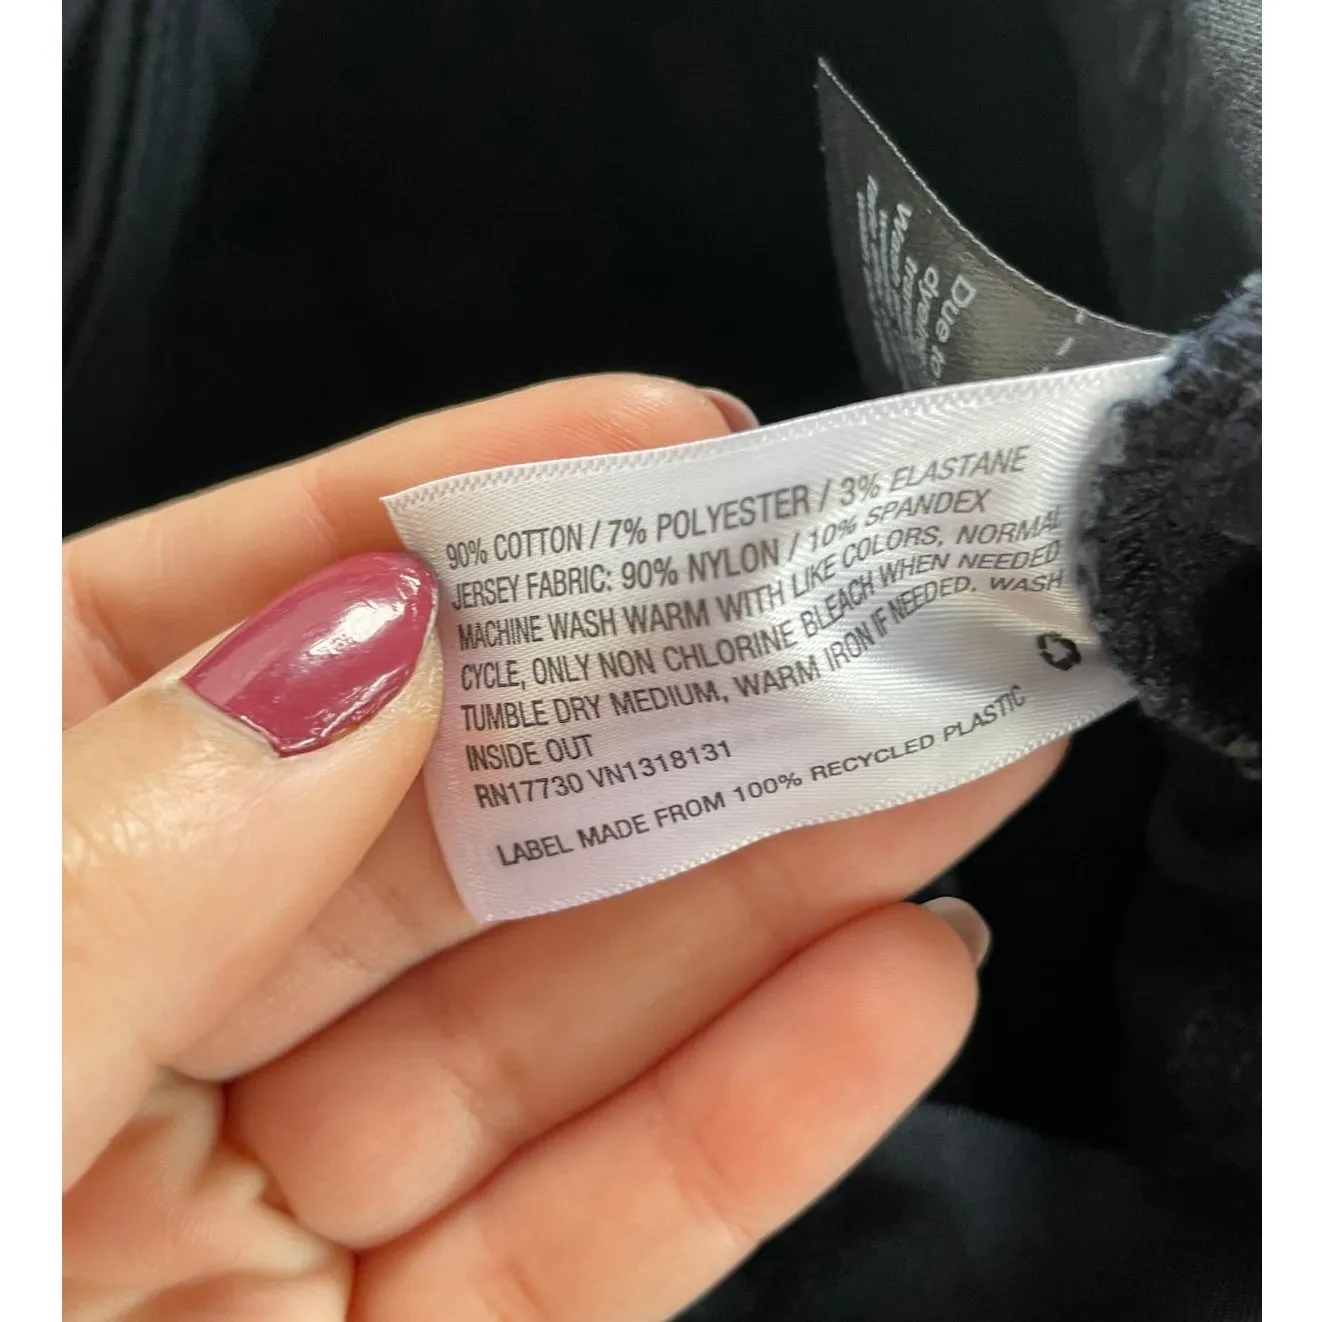 90% COTTON / 7% POLYESTER / 3% ELASTANE
JERSEY FABRIC: 90% NYLON / 10% SPANDEX
MACHINE WASH WARM WITH LIKE COLORS, NORMAL
CYCLE, ONLY NON CHLORINE BLEACH WHEN NEEDED
TUMBLE DRY MEDIUM, WARM IRON IF NEEDED. WASH
INSIDE OUT
RN17730 VN1318131
LABEL MADE FROM 100% RECYCLED PLASTIC
Due to